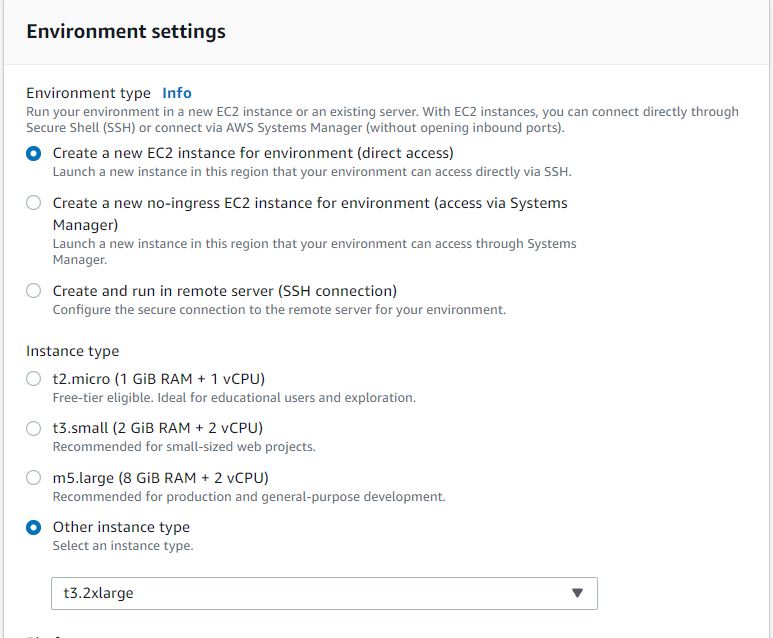 Environment settings
Environment type Info
Run your environment in a new EC2 instance or an existing server. With EC2 instances, you can connect directly through
Secure Shell (SSH) or connect via AWS Systems Manager (without opening inbound ports).
Create a new EC2 instance for environment (direct access)
Launch a new instance in this region that your environment can access directly via SSH.
Create a new no-ingress EC2 instance for environment (access via Systems
Manager)
Launch a new instance in this region that your environment can access through Systems
Manager.
Create and run in remote server (SSH connection)
Configure the secure connection to the remote server for your environment.
Instance type
t2.micro (1 GiB RAM + 1 vCPU)
Free-tier eligible. Ideal for educational users and exploration.
t3.small (2 GiB RAM + 2 vCPU)
Recommended for small-sized web projects.
m5.large (8 GiB RAM + 2 vCPU)
Recommended for production and general-purpose development.
Other instance type
Select an instance type.
t3.2xlarge